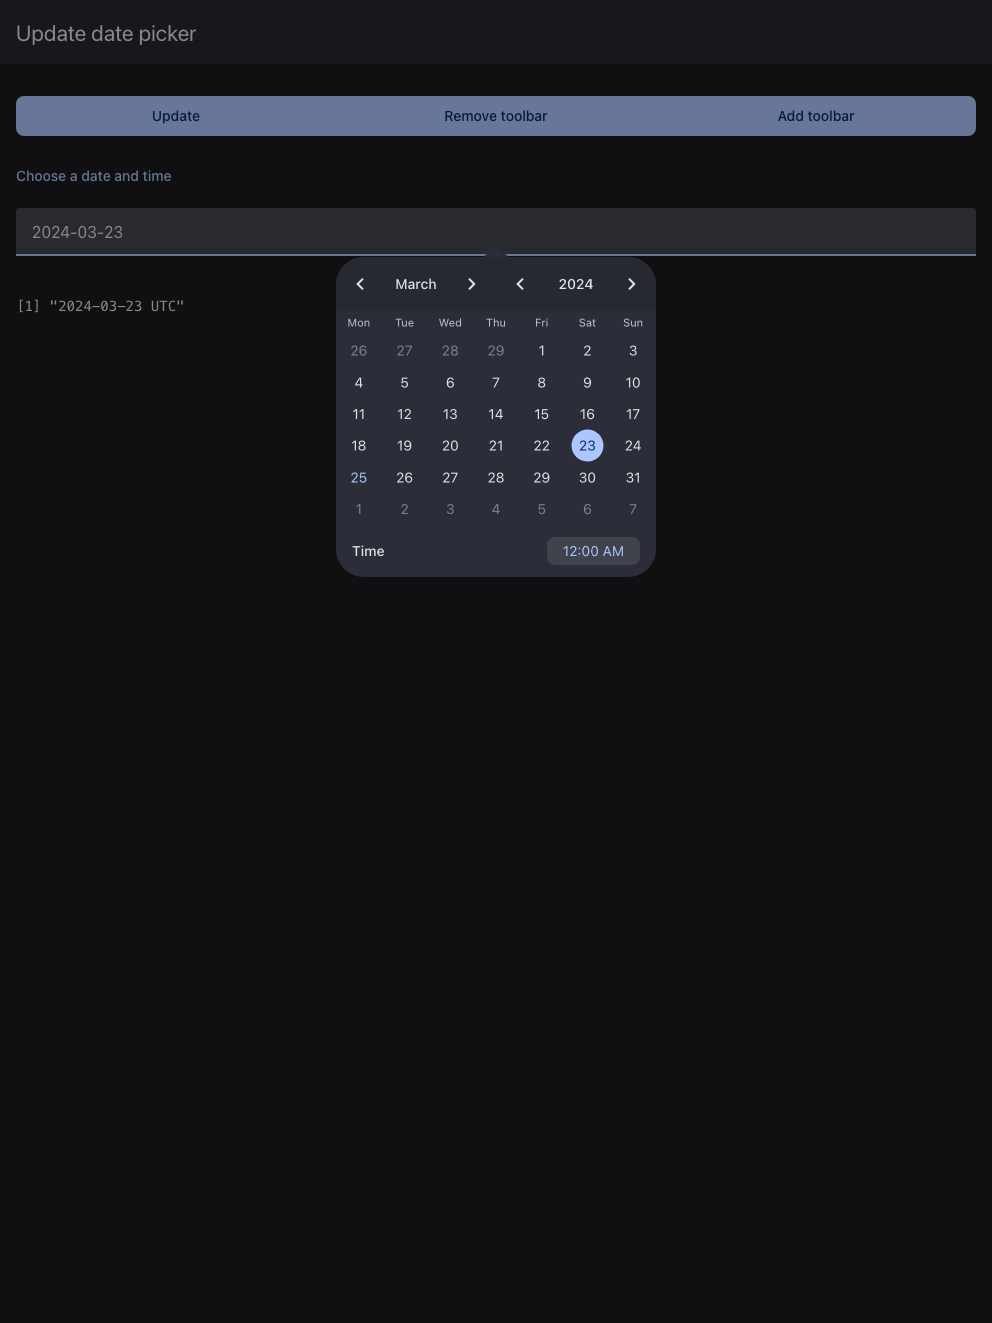 Update date picker
Update Remove toolbar Add toolbar
Choose a date and time
2024-03-23
March 2024
[1] "2024-03-23 UTC"
Mon Tue Wed Thu Fri Sat Sun
26 27 28 29 1 2 3
4 5 6 7 8 9 10
11 12 13 14 15 16 17
18 19 20 21 22 23 24
25 26 27 28 29 30 31
1 2 3 4 5 6 7
Time 12:00 AM